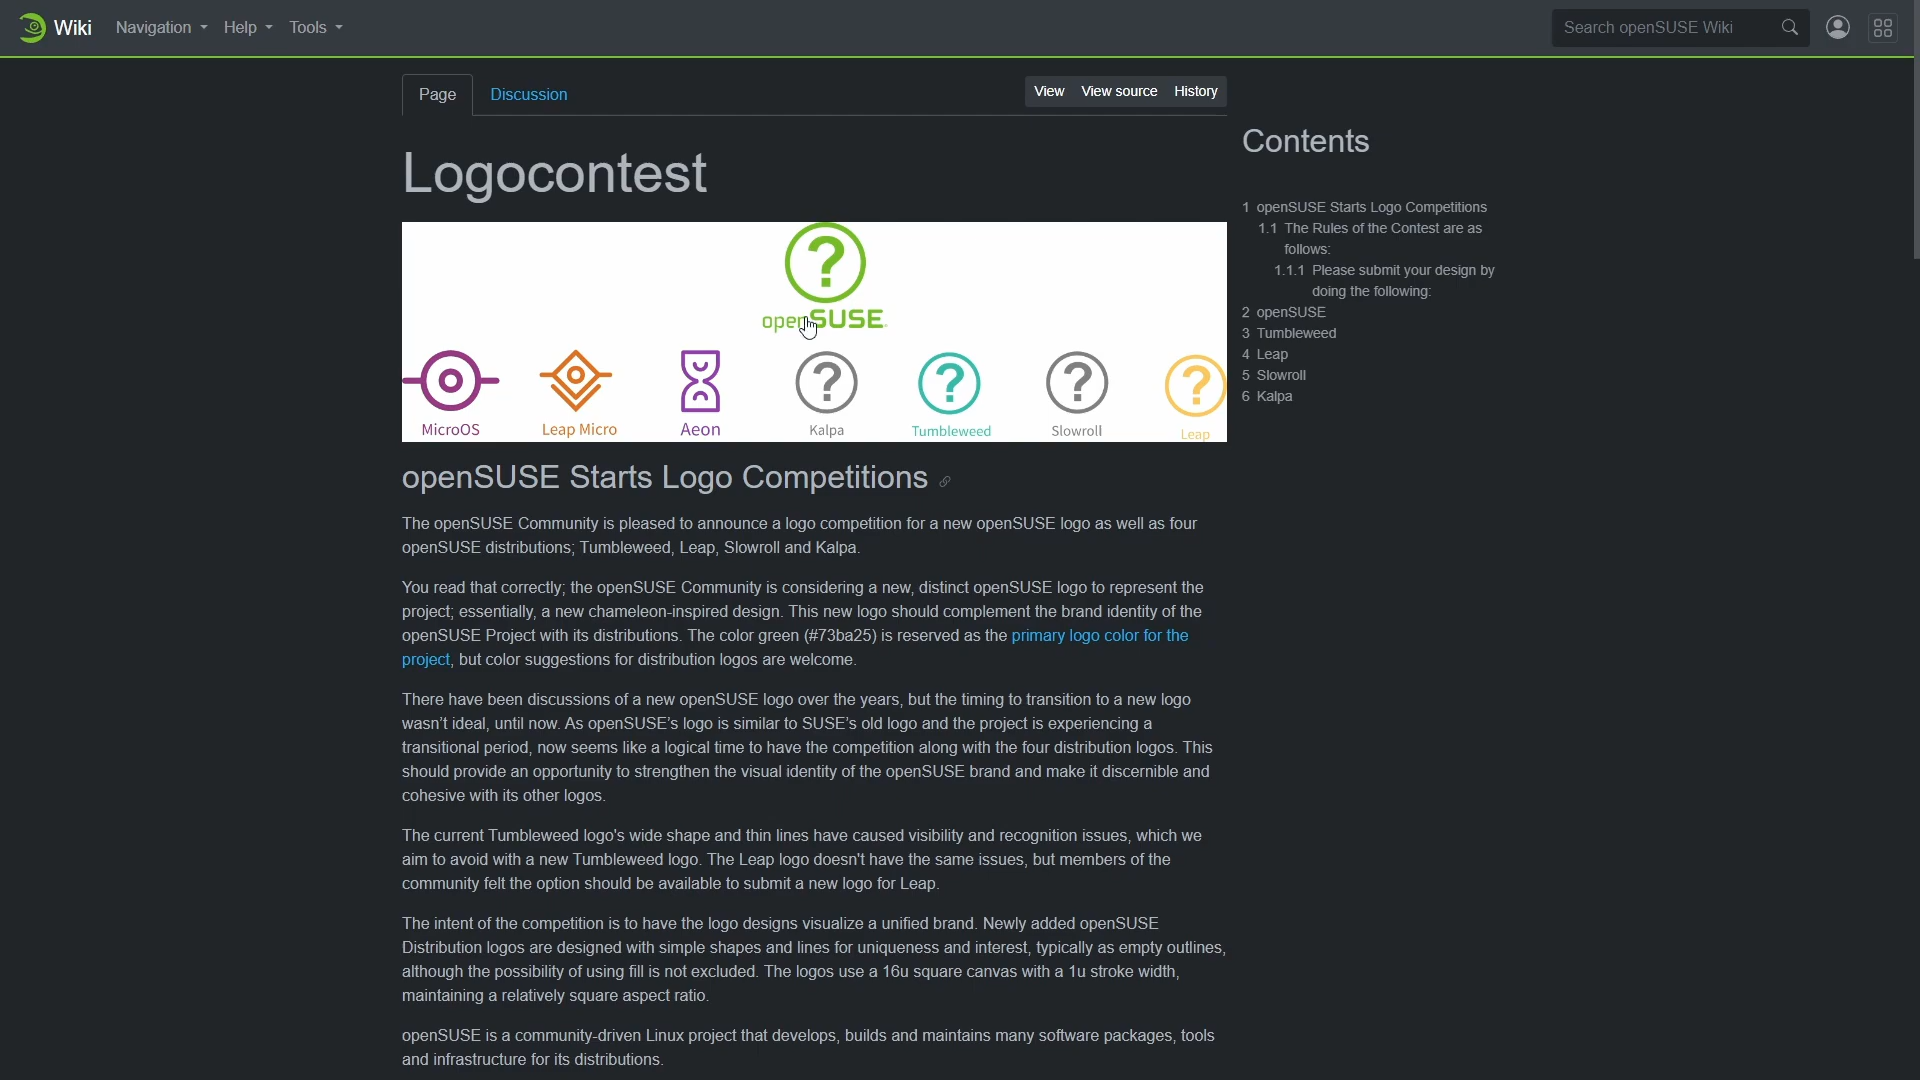 Wiki Navigation Help Tools Search openSUSE Wiki
Page Discussion View View source History
Logocontest
openSUSE
MicroOS Leap Micro Aeon Kalpa Tumbleweed Slowroll Leap
openSUSE Starts Logo Competitions
The openSUSE Community is pleased to announce a logo competition for a new openSUSE logo as well as four
openSUSE distributions; Tumbleweed, Leap, Slowroll and Kalpa.
You read that correctly; the openSUSE Community is considering a new, distinct openSUSE logo to represent the
project; essentially, a new chameleon-inspired design. This new logo should complement the brand identity of the
openSUSE Project with its distributions. The color green (#73ba25) is reserved as the primary logo color for the
project, but color suggestions for distribution logos are welcome.
There have been discussions of a new openSUSE logo over the years, but the timing to transition to a new logo
wasn't ideal, until now. As openSUSE's logo is similar to SUSE's old logo and the project is experiencing a
transitional period, now seems like a logical time to have the competition along with the four distribution logos. This
should provide an opportunity to strengthen the visual identity of the openSUSE brand and make it discernible and
cohesive with its other logos.
The current Tumbleweed logo's wide shape and thin lines have caused visibility and recognition issues, which we
aim to avoid with a new Tumbleweed logo. The Leap logo doesn't have the same issues, but members of the
community felt the option should be available to submit a new logo for Leap.
The intent of the competition is to have the logo designs visualize a unified brand. Newly added openSUSE
Distribution logos are designed with simple shapes and lines for uniqueness and interest, typically as empty outlines,
although the possibility of using fill is not excluded. The logos use a 16u square canvas with a 1u stroke width,
maintaining a relatively square aspect ratio.
openSUSE is a community-driven Linux project that develops, builds and maintains many software packages, tools
and infrastructure for its distributions.
Contents
1 openSUSE Starts Logo Competitions
1.1 The Rules of the Contest are as
follows:
1.1.1 Please submit your design by
doing the following:
2 openSUSE
3 Tumbleweed
4 Leap
5 Slowroll
6 Kalpa